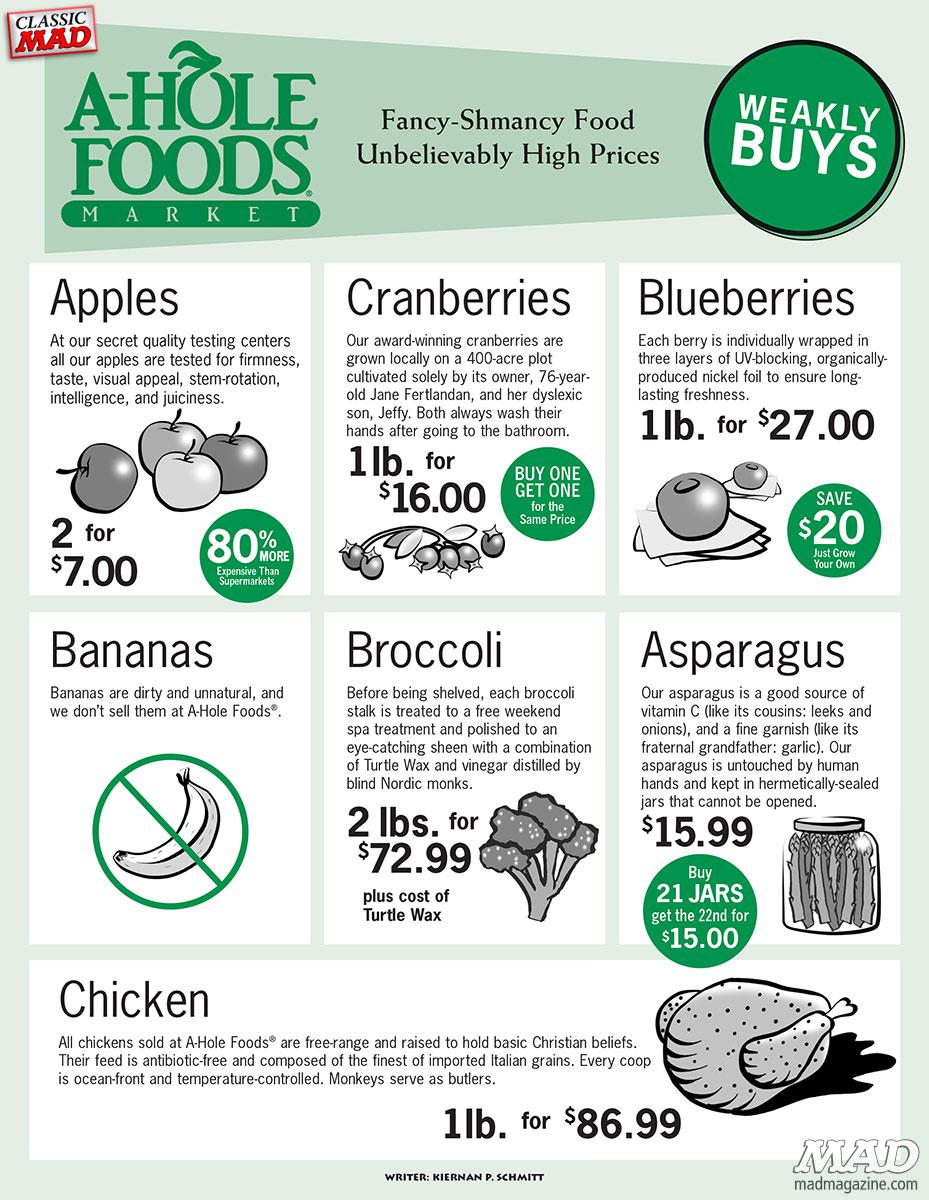 CLASSIC
MAD
A-HOLE
FOODS®
MARKET
Fancy-Shmancy Food
Unbelievably High Prices
WEAKLY
BUYS
Apples
At our secret quality testing centers
all our apples are tested for firmness,
taste, visual appeal, stem-rotation,
intelligence, and juiciness.
2 for
$7.00
80% MORE
Expensive Than
Supermarkets
Cranberries
Our award-winning cranberries are
grown locally on a 400-acre plot
cultivated solely by its owner, 76-year-
old Jane Fertlandan, and her dyslexic
son, Jeffy. Both always wash their
hands after going to the bathroom.
1 lb. for
$16.00
BUY ONE
GET ONE
for the
Same Price
Blueberries
Each berry is individually wrapped in
three layers of UV-blocking, organically-
produced nickel foil to ensure long-
lasting freshness.
1 lb. for $27.00
SAVE
$20
Just Grow
Your Own
Bananas
Bananas are dirty and unnatural, and
we don't sell them at A-Hole Foods®.
Broccoli
Before being shelved, each broccoli
stalk is treated to a free weekend
spa treatment and polished to an
eye-catching sheen with a combination
of Turtle Wax and vinegar distilled by
blind Nordic monks.
2 lbs. for
$72.99
plus cost of
Turtle Wax
Asparagus
Our asparagus is a good source of
vitamin C (like its cousins: leeks and
onions), and a fine garnish (like its
fraternal grandfather: garlic). Our
asparagus is untouched by human
hands and kept in hermetically-sealed
jars that cannot be opened.
$15.99
Buy
21 JARS
get the 22nd for
$15.00
Chicken
All chickens sold at A-Hole Foods® are free-range and raised to hold basic Christian beliefs.
Their feed is antibiotic-free and composed of the finest of imported Italian grains. Every coop
is ocean-front and temperature-controlled. Monkeys serve as butlers.
1 lb. for $86.99
WRITER: KIERNAN P. SCHMITT
MAD
madmagazine.com